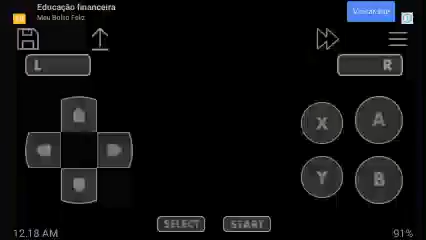 Educação financeira
Meu Bolso Feliz
L
R
X
A
Y
B
SELECT
START
12.18 AM
91%